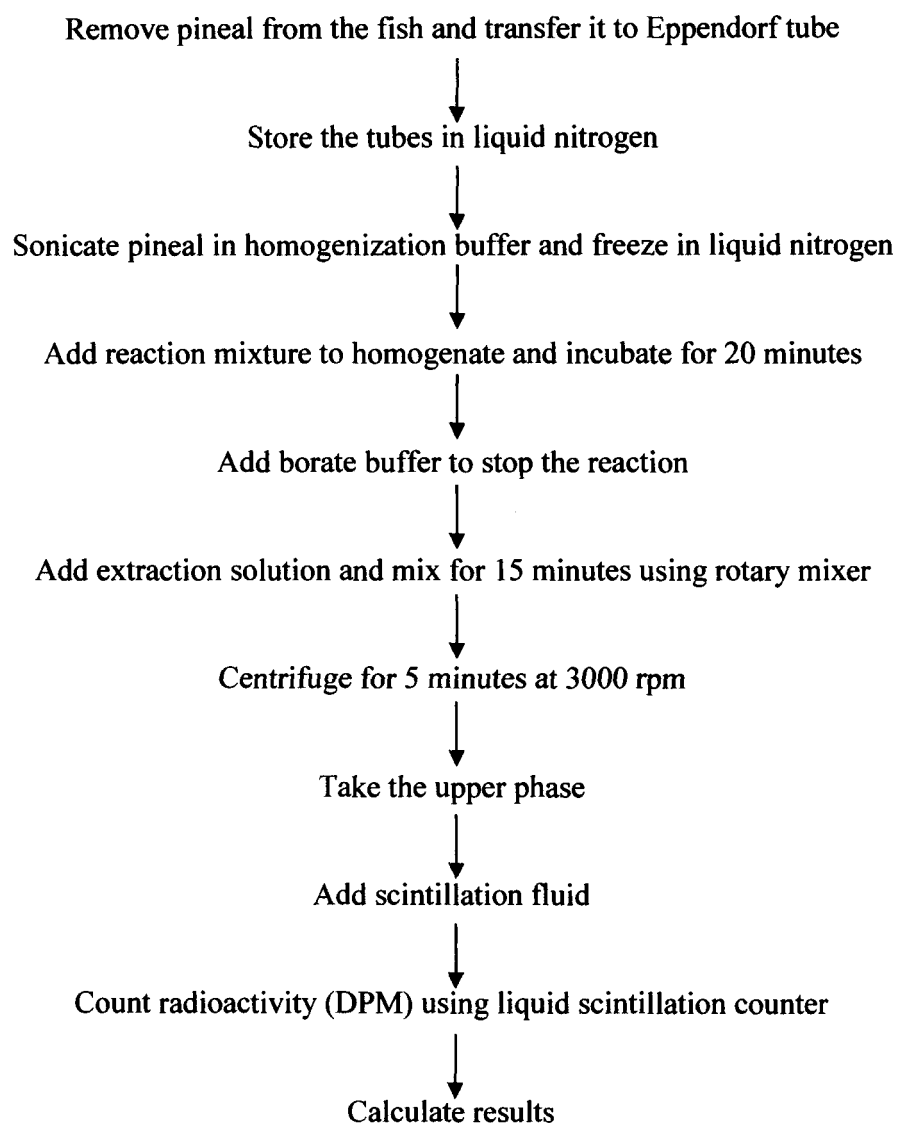 Remove pineal from the fish and transfer it to Eppendorf tube
Store the tubes in liquid nitrogen
Sonicate pineal in homogenization buffer and freeze in liquid nitrogen
Add reaction mixture to homogenate and incubate for 20 minutes
Add borate buffer to stop the reaction
Add extraction solution and mix for 15 minutes using rotary mixer
Centrifuge for 5 minutes at 3000 rpm
Take the upper phase
Add scintillation fluid
Count radioactivity (DPM) using liquid scintillation counter
Calculate results